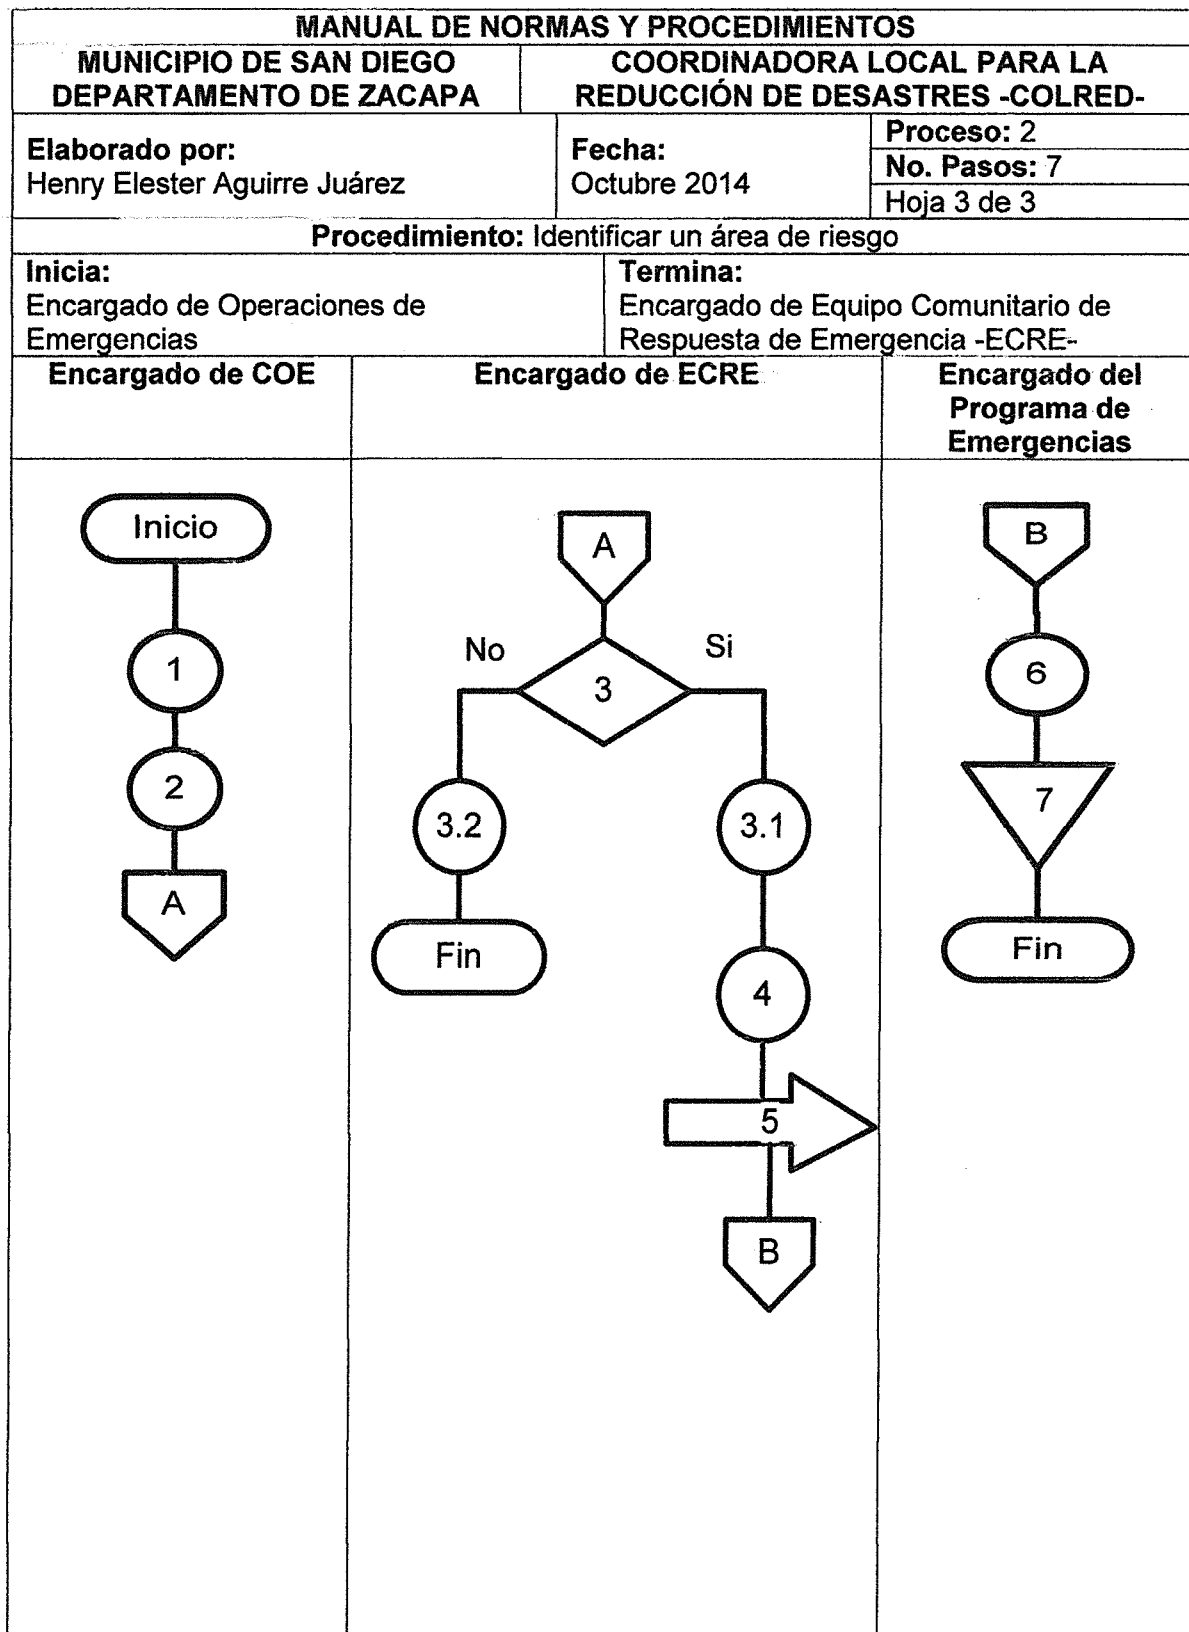 MANUAL DE NORMAS Y PROCEDIMIENTOS
MUNICIPIO DE SAN DIEGO
DEPARTAMENTO DE ZACAPA
COORDINADORA LOCAL PARA LA
REDUCCIÓN DE DESASTRES -COLRED-
Elaborado por:
Henry Elester Aguirre Juárez
Fecha:
Octubre 2014
Proceso: 2
No. Pasos: 7
Hoja 3 de 3
Procedimiento: Identificar un área de riesgo
Inicia:
Encargado de Operaciones de
Emergencias
Termina:
Encargado de Equipo Comunitario de
Respuesta de Emergencia -ECRE-
Encargado de COE
Encargado de ECRE
Encargado del
Programa de
Emergencias
Inicio
1
2
A
A
No
Si
3
3.2
3.1
Fin
4
5
B
B
6
7
Fin